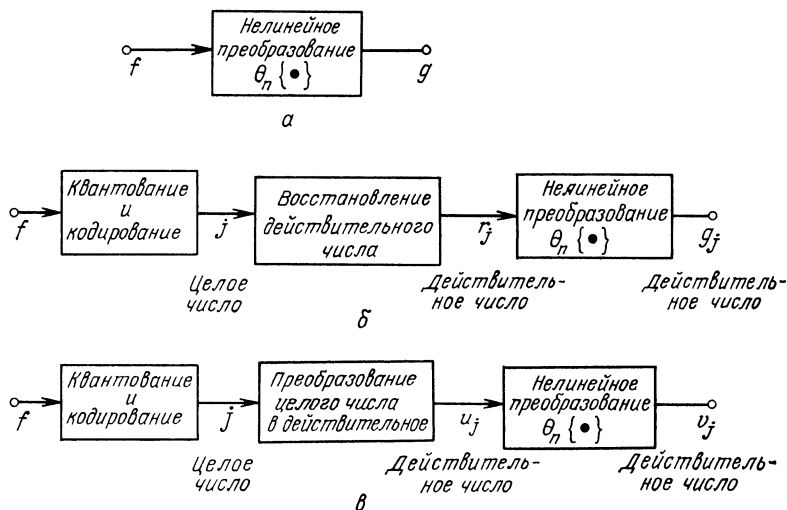 Нелинейное
преобразование
θп {•}
f
g
а
Квантование
и
кодирование
Восстановление
действительного
числа
Нелинейное
преобразование
θп {•}
f
j
rj
gj
Целое
число
Действитель-
ное число
Действитель-
ное число
б
Квантование
и
кодирование
Преобразование
целого числа
в действительное
Нелинейное
преобразование
θп {•}
f
j
uj
vj
Целое
число
Действитель-
ное число
Действитель-
ное число
в